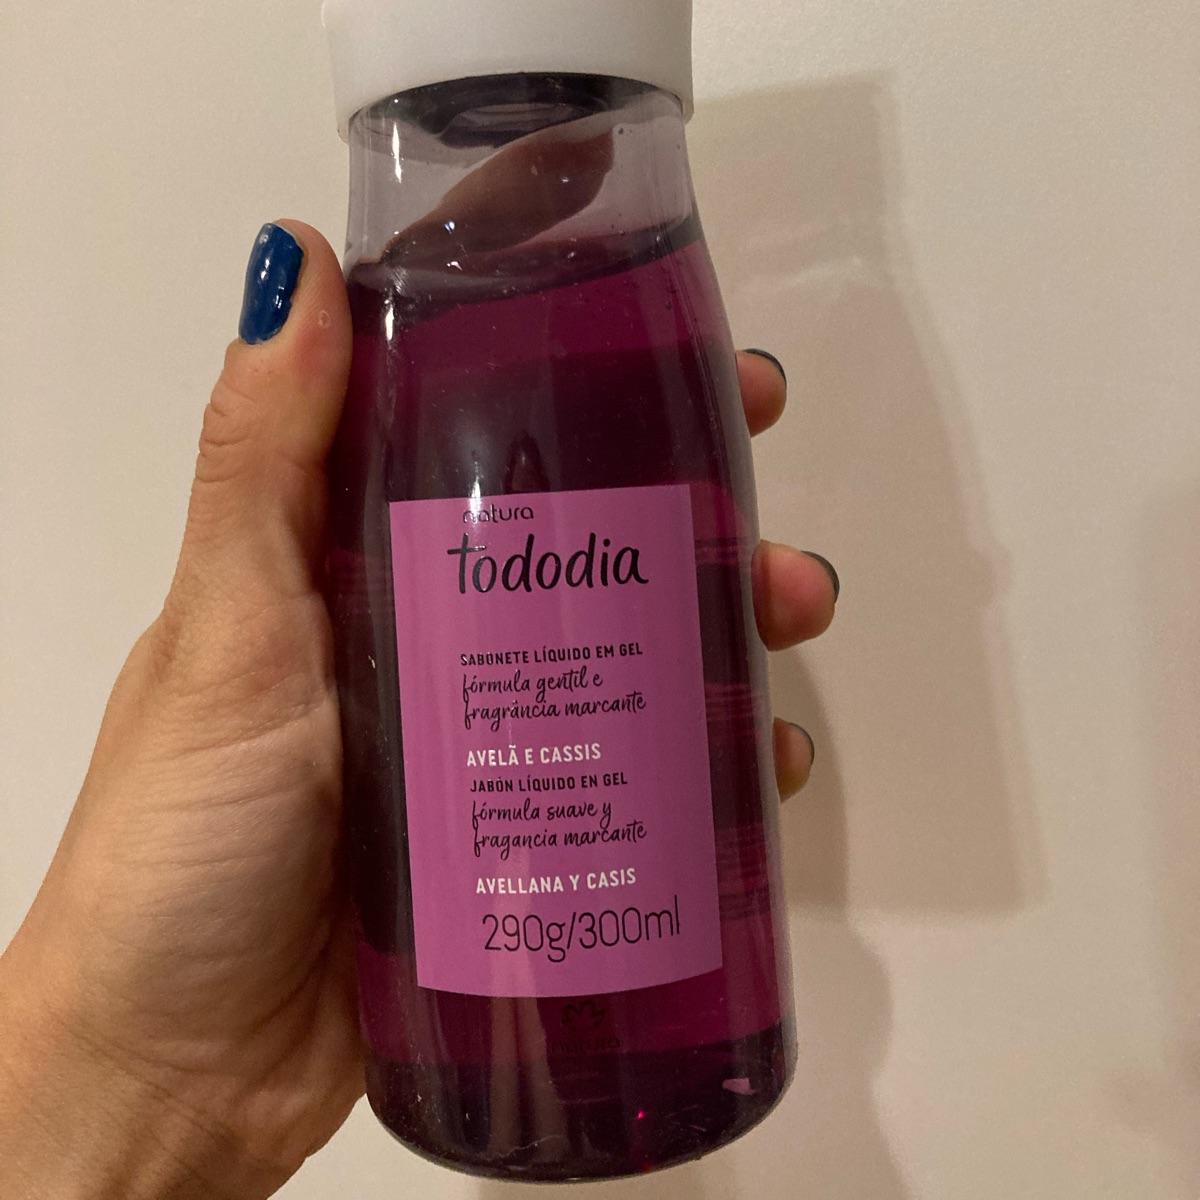 natura
tododia
SABONETE LÍQUIDO EM GEL
fórmula gentil e
fragrância marcante
AVELÃ E CASSIS
JABÓN LÍQUIDO EN GEL
fórmula suave y
fragancia marcante
AVELLANA Y CASIS
290g/300ml
natura